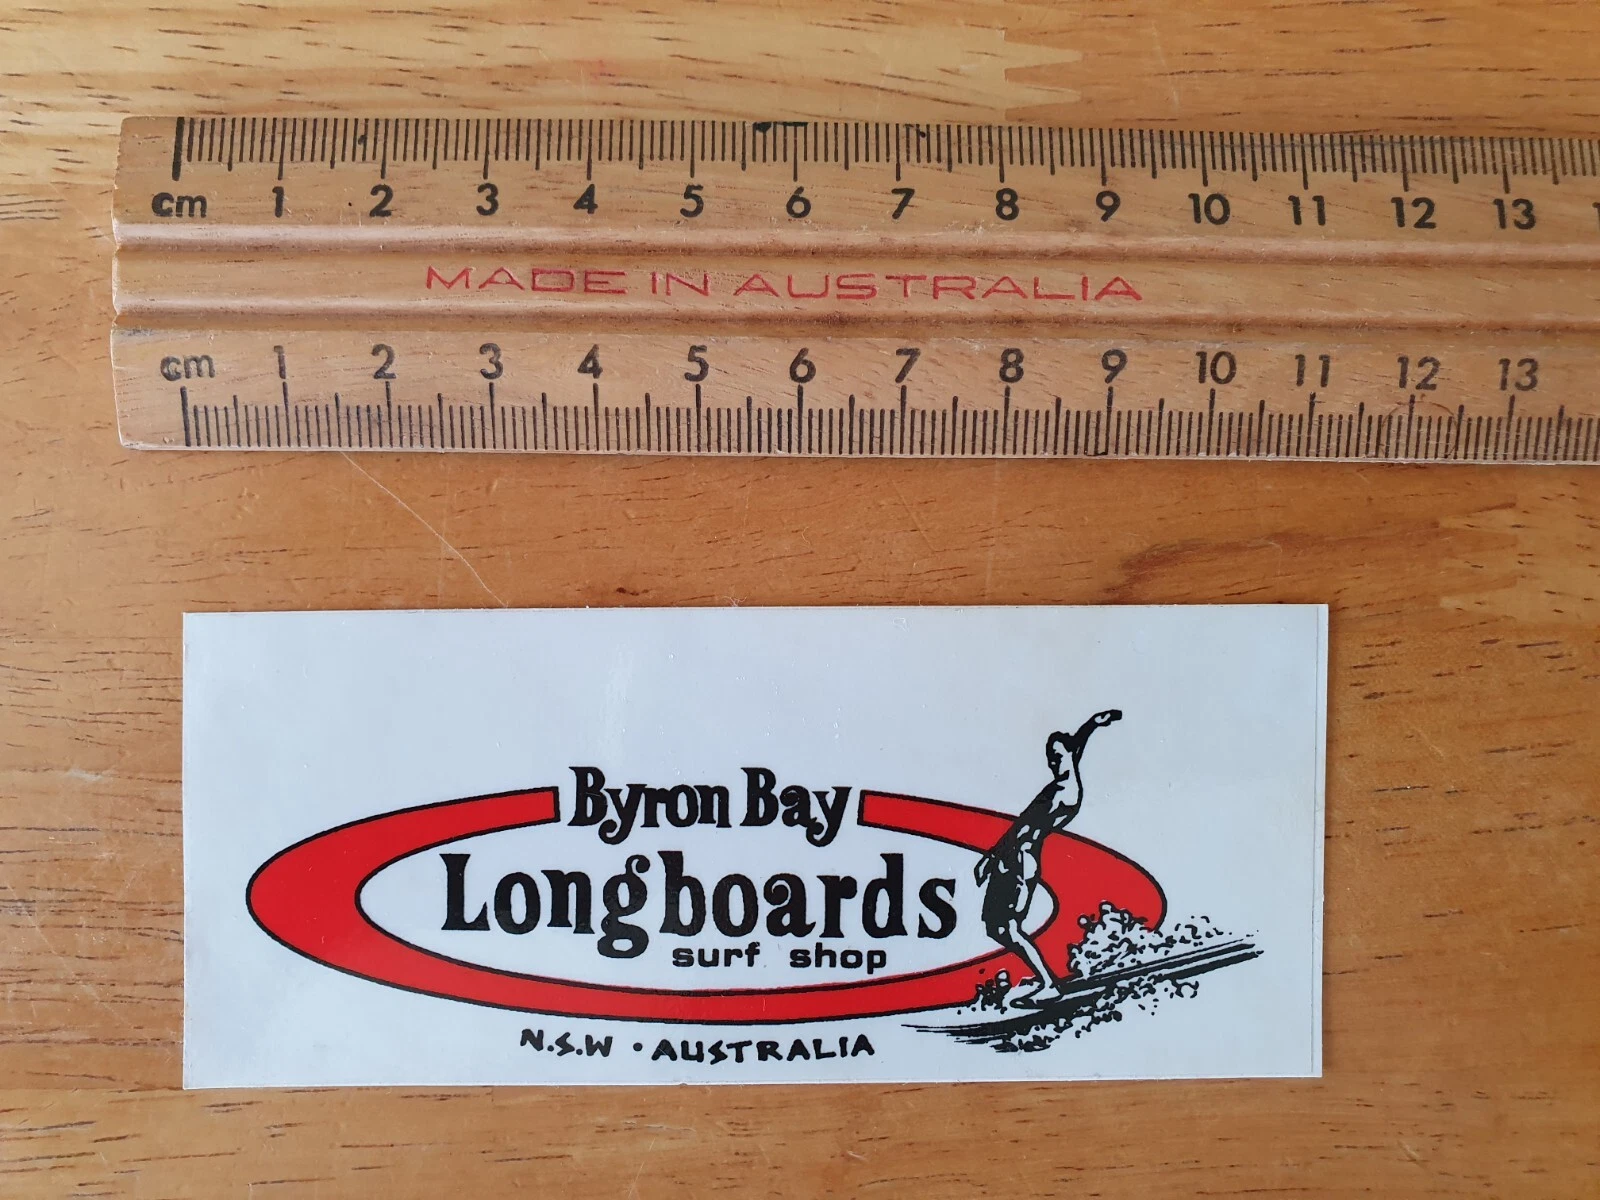 cm 1 2 3 4 5 6 7 8 9 10 11 12 13
MADE IN AUSTRALIA
cm 1 2 3 4 5 6 7 8 9 10 11 12 13
Byron Bay
Longboards
surf shop
N.S.W • AUSTRALIA